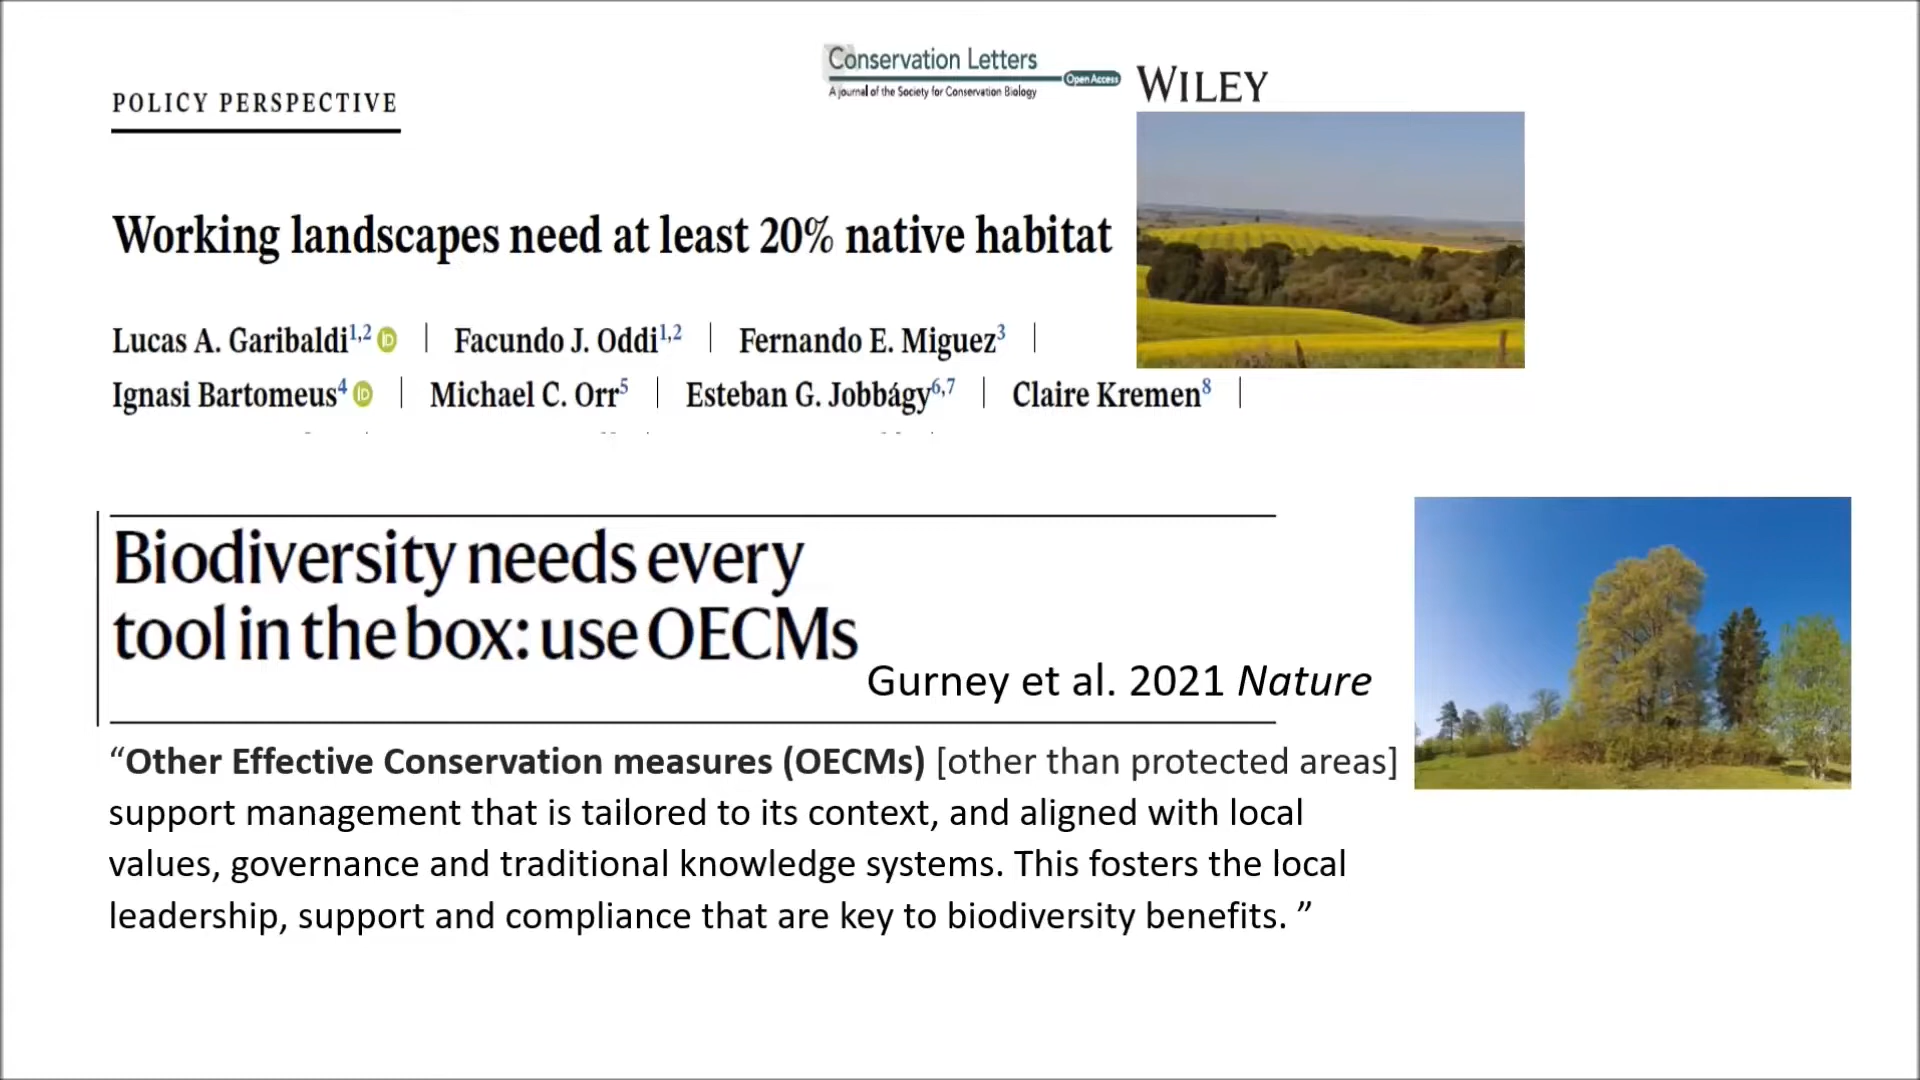 Conservation Letters
Open Access
A journal of the Society for Conservation Biology
WILEY
POLICY PERSPECTIVE
Working landscapes need at least 20% native habitat
Lucas A. Garibaldi1,2 iD | Facundo J. Oddi1,2 | Fernando E. Miguez3 |
Ignasi Bartomeus4 iD | Michael C. Orr5 | Esteban G. Jobbágy6,7 | Claire Kremen8 |
Biodiversity needs every
tool in the box: use OECMs
Gurney et al. 2021 Nature
“Other Effective Conservation measures (OECMs) [other than protected areas]
support management that is tailored to its context, and aligned with local
values, governance and traditional knowledge systems. This fosters the local
leadership, support and compliance that are key to biodiversity benefits. ”